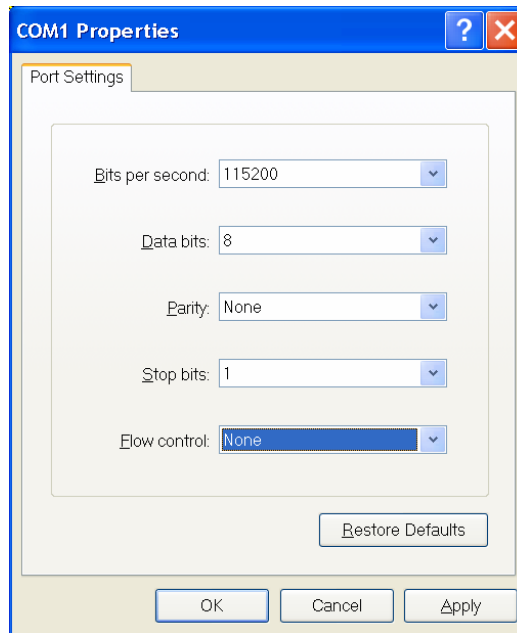 COM1 Properties
Port Settings
Bits per second: 115200
Data bits: 8
Parity: None
Stop bits: 1
Flow control: None
Restore Defaults
OK Cancel Apply